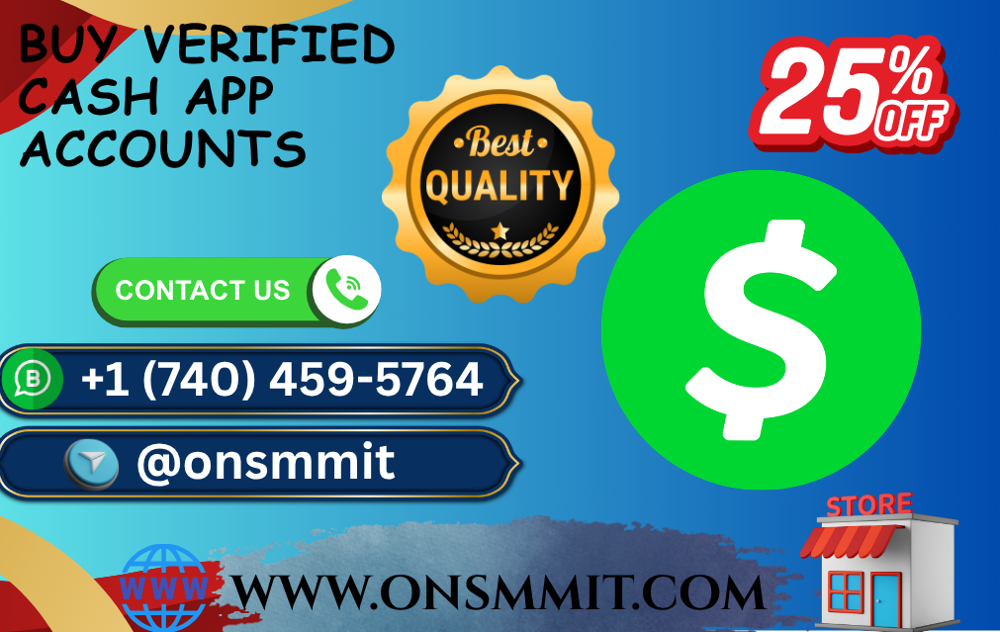 BUY VERIFIED
CASH APP
ACCOUNTS
25%
OFF
Best
QUALITY
$
CONTACT US
B
+1 (740) 459-5764
@onsmmit
STORE
WWW
WWW.ONSMMIT.COM